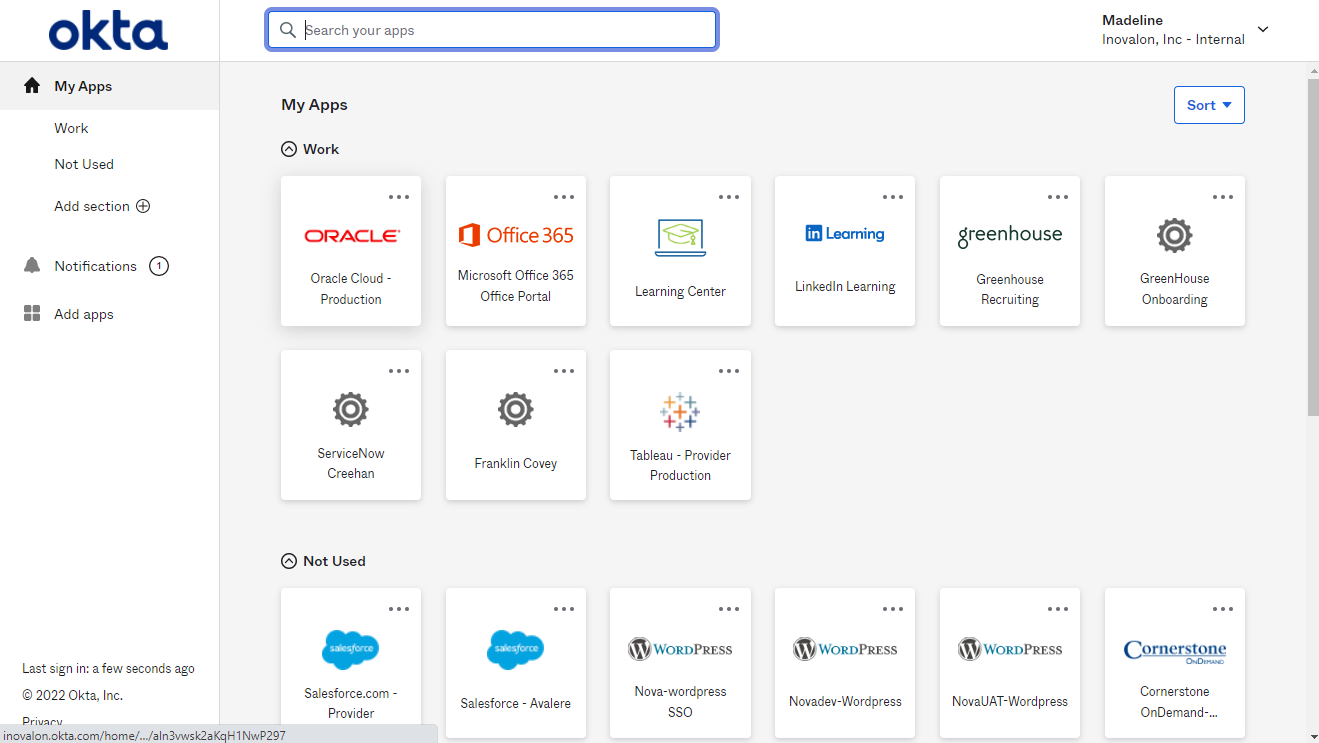 okta
Search your apps
Madeline
Inovalon, Inc - Internal
My Apps
Work
Not Used
Add section
Notifications 1
Add apps
My Apps
Sort
Work
ORACLE
Oracle Cloud -
Production
Office 365
Microsoft Office 365
Office Portal
Learning Center
in Learning
LinkedIn Learning
greenhouse
Greenhouse
Recruiting
GreenHouse
Onboarding
ServiceNow
Creehan
Franklin Covey
Tableau - Provider
Production
Not Used
salesforce
Salesforce.com -
Provider
salesforce
Salesforce - Avalere
WORDPRESS
Nova-wordpress
SSO
WORDPRESS
Novadev-Wordpress
WORDPRESS
NovaUAT-Wordpress
Cornerstone
OnDemand
Cornerstone
OnDemand-...
Last sign in: a few seconds ago
© 2022 Okta, Inc.
Privacy
inovalon.okta.com/home/.../aln3vwsk2aKqH1NwP297